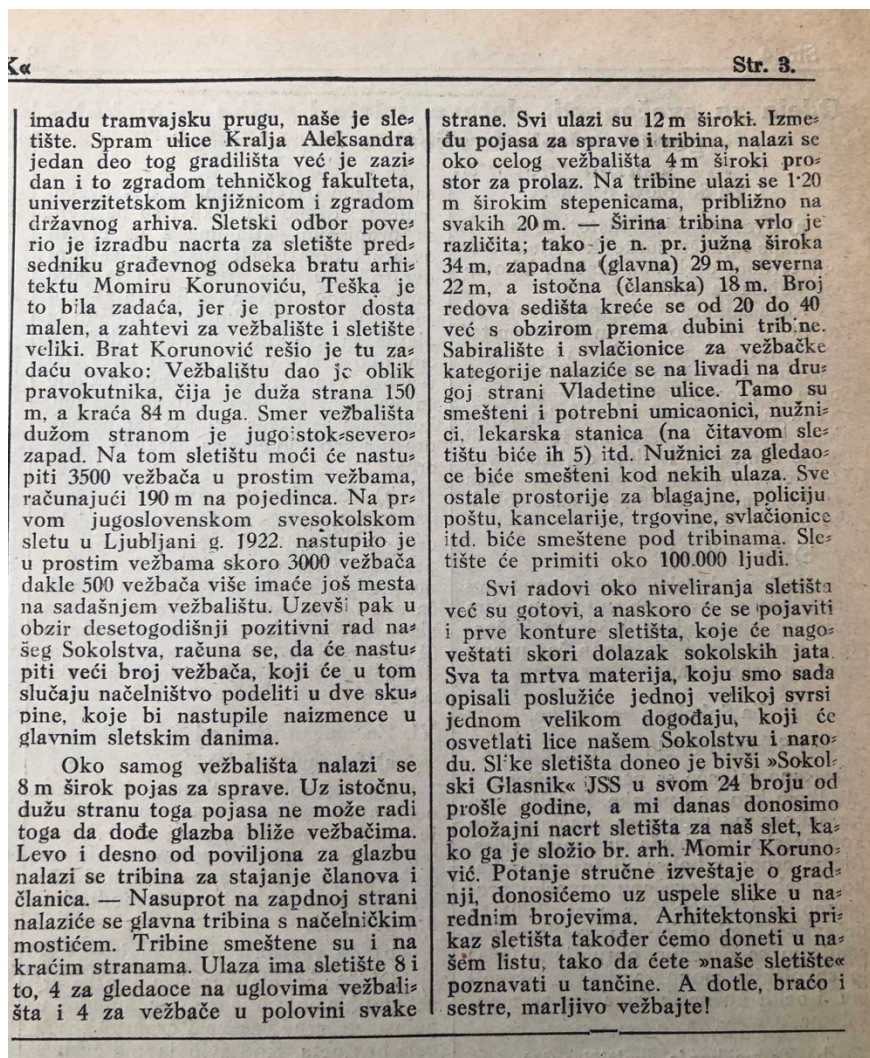 K«
Str. 3.
imadu tramvajsku prugu, naše je sle-
tište. Spram ulice Kralja Aleksandra
jedan deo tog gradilišta već je zazi-
dan i to zgradom tehničkog fakulteta,
univerzitetskom knjižnicom i zgradom
državnog arhiva. Sletski odbor pove-
rio je izradbu nacrta za sletište pred-
sedniku građevnog odseka bratu arhi-
tektu Momiru Korunoviću, Teška je
to bila zadaća, jer je prostor dosta
malen, a zahtevi za vežbalište i sletište
veliki. Brat Korunović rešio je tu za-
daću ovako: Vežbalištu dao je oblik
pravokutnika, čija je duža strana 150
m, a kraća 84 m duga. Smer vežbališta
dužom stranom je jugoistok-severo-
zapad. Na tom sletištu moći će nastu-
piti 3500 vežbača u prostim vežbama,
računajući 190 m na pojedinca. Na pr-
vom jugoslovenskom svesokolskom
sletu u Ljubljani g. 1922. nastupilo je
u prostim vežbama skoro 3000 vežbača
dakle 500 vežbača više imaće još mesta
na sadašnjem vežbalištu. Uzevši pak u
obzir desetogodišnji pozitivni rad na-
šeg Sokolstva, računa se, da će nastu-
piti veći broj vežbača, koji će u tom
slučaju načelništvo podeliti u dve sku-
pine, koje bi nastupile naizmence u
glavnim sletskim danima.
Oko samog vežbališta nalazi se
8 m širok pojas za sprave. Uz istočnu,
dužu stranu toga pojasa ne može radi
toga da dođe glazba bliže vežbačima.
Levo i desno od poviljona za glazbu
nalazi se tribina za stajanje članova i
članica. — Nasuprot na zapdnoj strani
nalaziće se glavna tribina s načelničkim
mostićem. Tribine smeštene su i na
kraćim stranama. Ulaza ima sletište 8 i
to, 4 za gledaoce na uglovima vežbali-
šta i 4 za vežbače u polovini svake
strane. Svi ulazi su 12 m široki. Izme-
đu pojasa za sprave i tribina, nalazi se
oko celog vežbališta 4 m široki pro-
stor za prolaz. Na tribine ulazi se 1·20
m širokim stepenicama, približno na
svakih 20 m. — Širina tribina vrlo je
različita; tako je n. pr. južna široka
34 m, zapadna (glavna) 29 m, severna
22 m, a istočna (članska) 18 m. Broj
redova sedišta kreće se od 20 do 40
već s obzirom prema dubini tribine.
Sabiralište i svlačionice za vežbačke
kategorije nalaziće se na livadi na dru-
goj strani Vladetine ulice. Tamo su
smešteni i potrebni umicaonici, nužni-
ci, lekarska stanica (na čitavom sle-
tištu biće ih 5) itd. Nužnici za gledao-
ce biće smešteni kod nekih ulaza. Sve
ostale prostorije za blagajne, policiju
poštu, kancelarije, trgovine, svlačionice
itd. biće smeštene pod tribinama. Sle-
tište će primiti oko 100.000 ljudi.
Svi radovi oko niveliranja sletišta
već su gotovi, a naskoro će se pojaviti
i prve konture sletišta, koje će nago-
veštati skori dolazak sokolskih jata.
Sva ta mrtva materija, koju smo sada
opisali poslužiće jednoj velikoj svrsi
jednom velikom događaju, koji će
osvetlati lice našem Sokolstvu i naro-
du. Slike sletišta doneo je bivši »Sokol-
ski Glasnik« JSS u svom 24 broju od
prošle godine, a mi danas donosimo
položajni nacrt sletišta za naš slet, ka-
ko ga je složio br. arh. Momir Koruno-
vić. Potanje stručne izveštaje o grad-
nji, donosićemo uz uspele slike u na-
rednim brojevima. Arhitektonski pri-
kaz sletišta također ćemo doneti u na-
šem listu, tako da ćete »naše sletište«
poznavati u tančine. A dotle, braćo i
sestre, marljivo vežbajte!